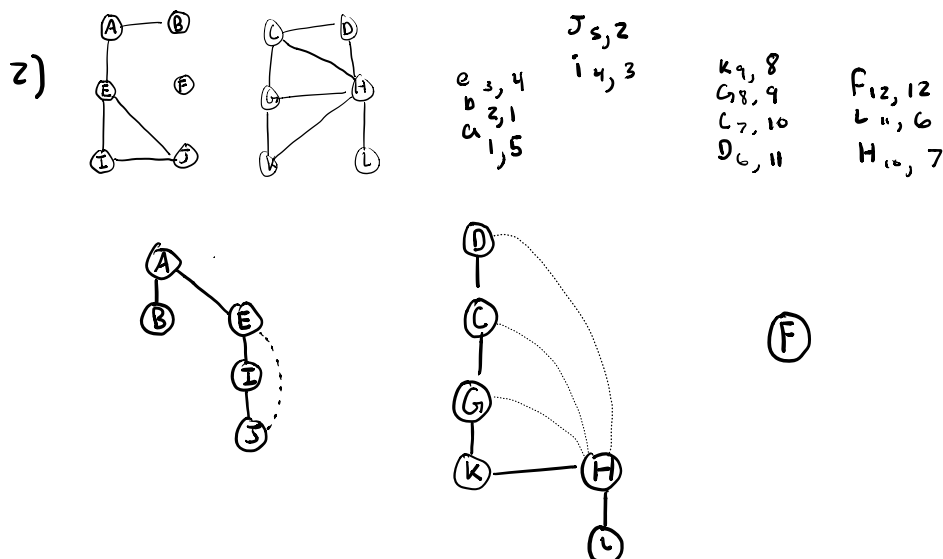 2)
A B
E F
I J
C D
G H
K L
e 3, 4
b 2, 1
a 1, 5
J 5, 2
i 4, 3
K 9, 8
G 8, 9
C 7, 10
D 6, 11
F 12, 12
L 11, 6
H 10, 7
A
B E
I
J
D
C
G
K H
L
F